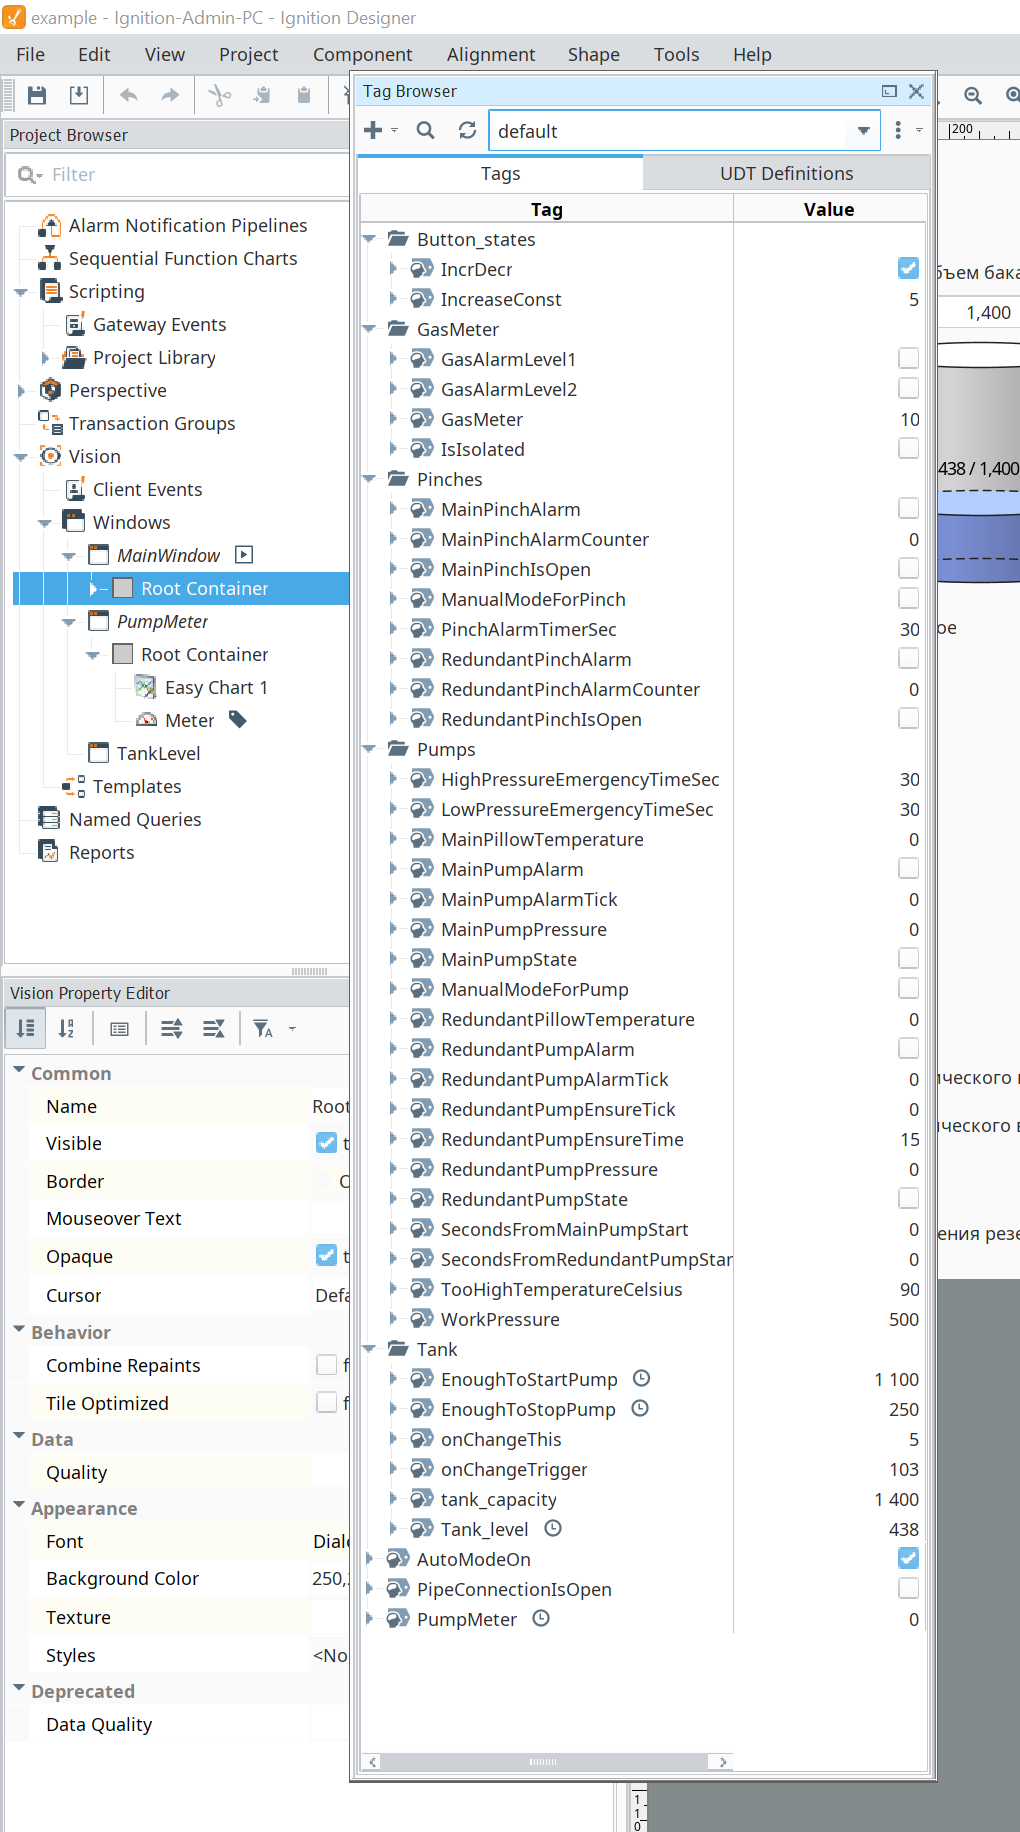 example - Ignition-Admin-PC - Ignition Designer
File Edit View Project Component Alignment Shape Tools Help
Project Browser
Filter
Alarm Notification Pipelines
Sequential Function Charts
Scripting
Gateway Events
Project Library
Perspective
Transaction Groups
Vision
Client Events
Windows
MainWindow
Root Container
PumpMeter
Root Container
Easy Chart 1
Meter
TankLevel
Templates
Named Queries
Reports
Vision Property Editor
Common
Name Root
Visible t
Border
Mouseover Text
Opaque t
Cursor Defa
Behavior
Combine Repaints f
Tile Optimized f
Data
Quality
Appearance
Font Dialo
Background Color 250,
Texture
Styles <No
Deprecated
Data Quality
Tag Browser
default
Tags UDT Definitions
Tag Value
Button_states
IncrDecr
IncreaseConst 5
GasMeter
GasAlarmLevel1
GasAlarmLevel2
GasMeter 10
IsIsolated
Pinches
MainPinchAlarm
MainPinchAlarmCounter 0
MainPinchIsOpen
ManualModeForPinch
PinchAlarmTimerSec 30
RedundantPinchAlarm
RedundantPinchAlarmCounter 0
RedundantPinchIsOpen
Pumps
HighPressureEmergencyTimeSec 30
LowPressureEmergencyTimeSec 30
MainPillowTemperature 0
MainPumpAlarm
MainPumpAlarmTick 0
MainPumpPressure 0
MainPumpState
ManualModeForPump
RedundantPillowTemperature 0
RedundantPumpAlarm
RedundantPumpAlarmTick 0
RedundantPumpEnsureTick 0
RedundantPumpEnsureTime 15
RedundantPumpPressure 0
RedundantPumpState
SecondsFromMainPumpStart 0
SecondsFromRedundantPumpStar 0
TooHighTemperatureCelsius 90
WorkPressure 500
Tank
EnoughToStartPump 1 100
EnoughToStopPump 250
onChangeThis 5
onChangeTrigger 103
tank_capacity 1 400
Tank_level 438
AutoModeOn
PipeConnectionIsOpen
PumpMeter 0
200
бъем бака
1,400
438 / 1,400
ое
ического
ического в
ения резе
110